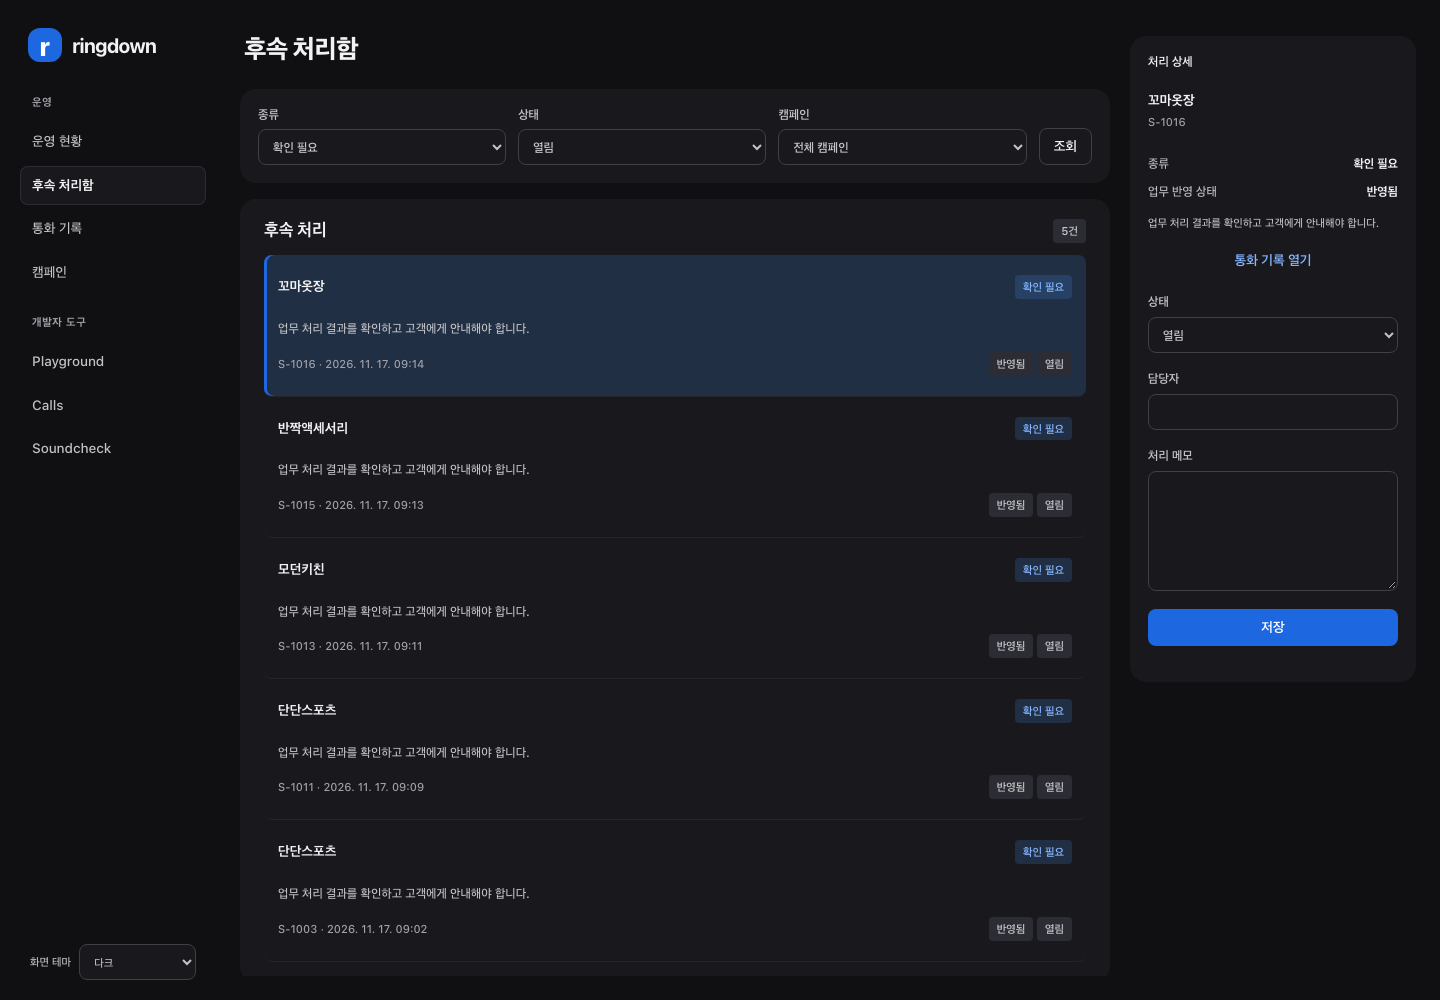 r ringdown
운영
운영 현황
후속 처리함
통화 기록
캠페인
개발자 도구
Playground
Calls
Soundcheck
화면 테마 다크
후속 처리함
종류 상태 캠페인
확인 필요 열림 전체 캠페인 조회
후속 처리 5건
꼬마옷장 확인 필요
업무 처리 결과를 확인하고 고객에게 안내해야 합니다.
S-1016 · 2026. 11. 17. 09:14 반영됨 열림
반짝액세서리 확인 필요
업무 처리 결과를 확인하고 고객에게 안내해야 합니다.
S-1015 · 2026. 11. 17. 09:13 반영됨 열림
모던키친 확인 필요
업무 처리 결과를 확인하고 고객에게 안내해야 합니다.
S-1013 · 2026. 11. 17. 09:11 반영됨 열림
단단스포츠 확인 필요
업무 처리 결과를 확인하고 고객에게 안내해야 합니다.
S-1011 · 2026. 11. 17. 09:09 반영됨 열림
단단스포츠 확인 필요
업무 처리 결과를 확인하고 고객에게 안내해야 합니다.
S-1003 · 2026. 11. 17. 09:02 반영됨 열림
처리 상세
꼬마옷장
S-1016
종류 확인 필요
업무 반영 상태 반영됨
업무 처리 결과를 확인하고 고객에게 안내해야 합니다.
통화 기록 열기
상태
열림
담당자
처리 메모
저장